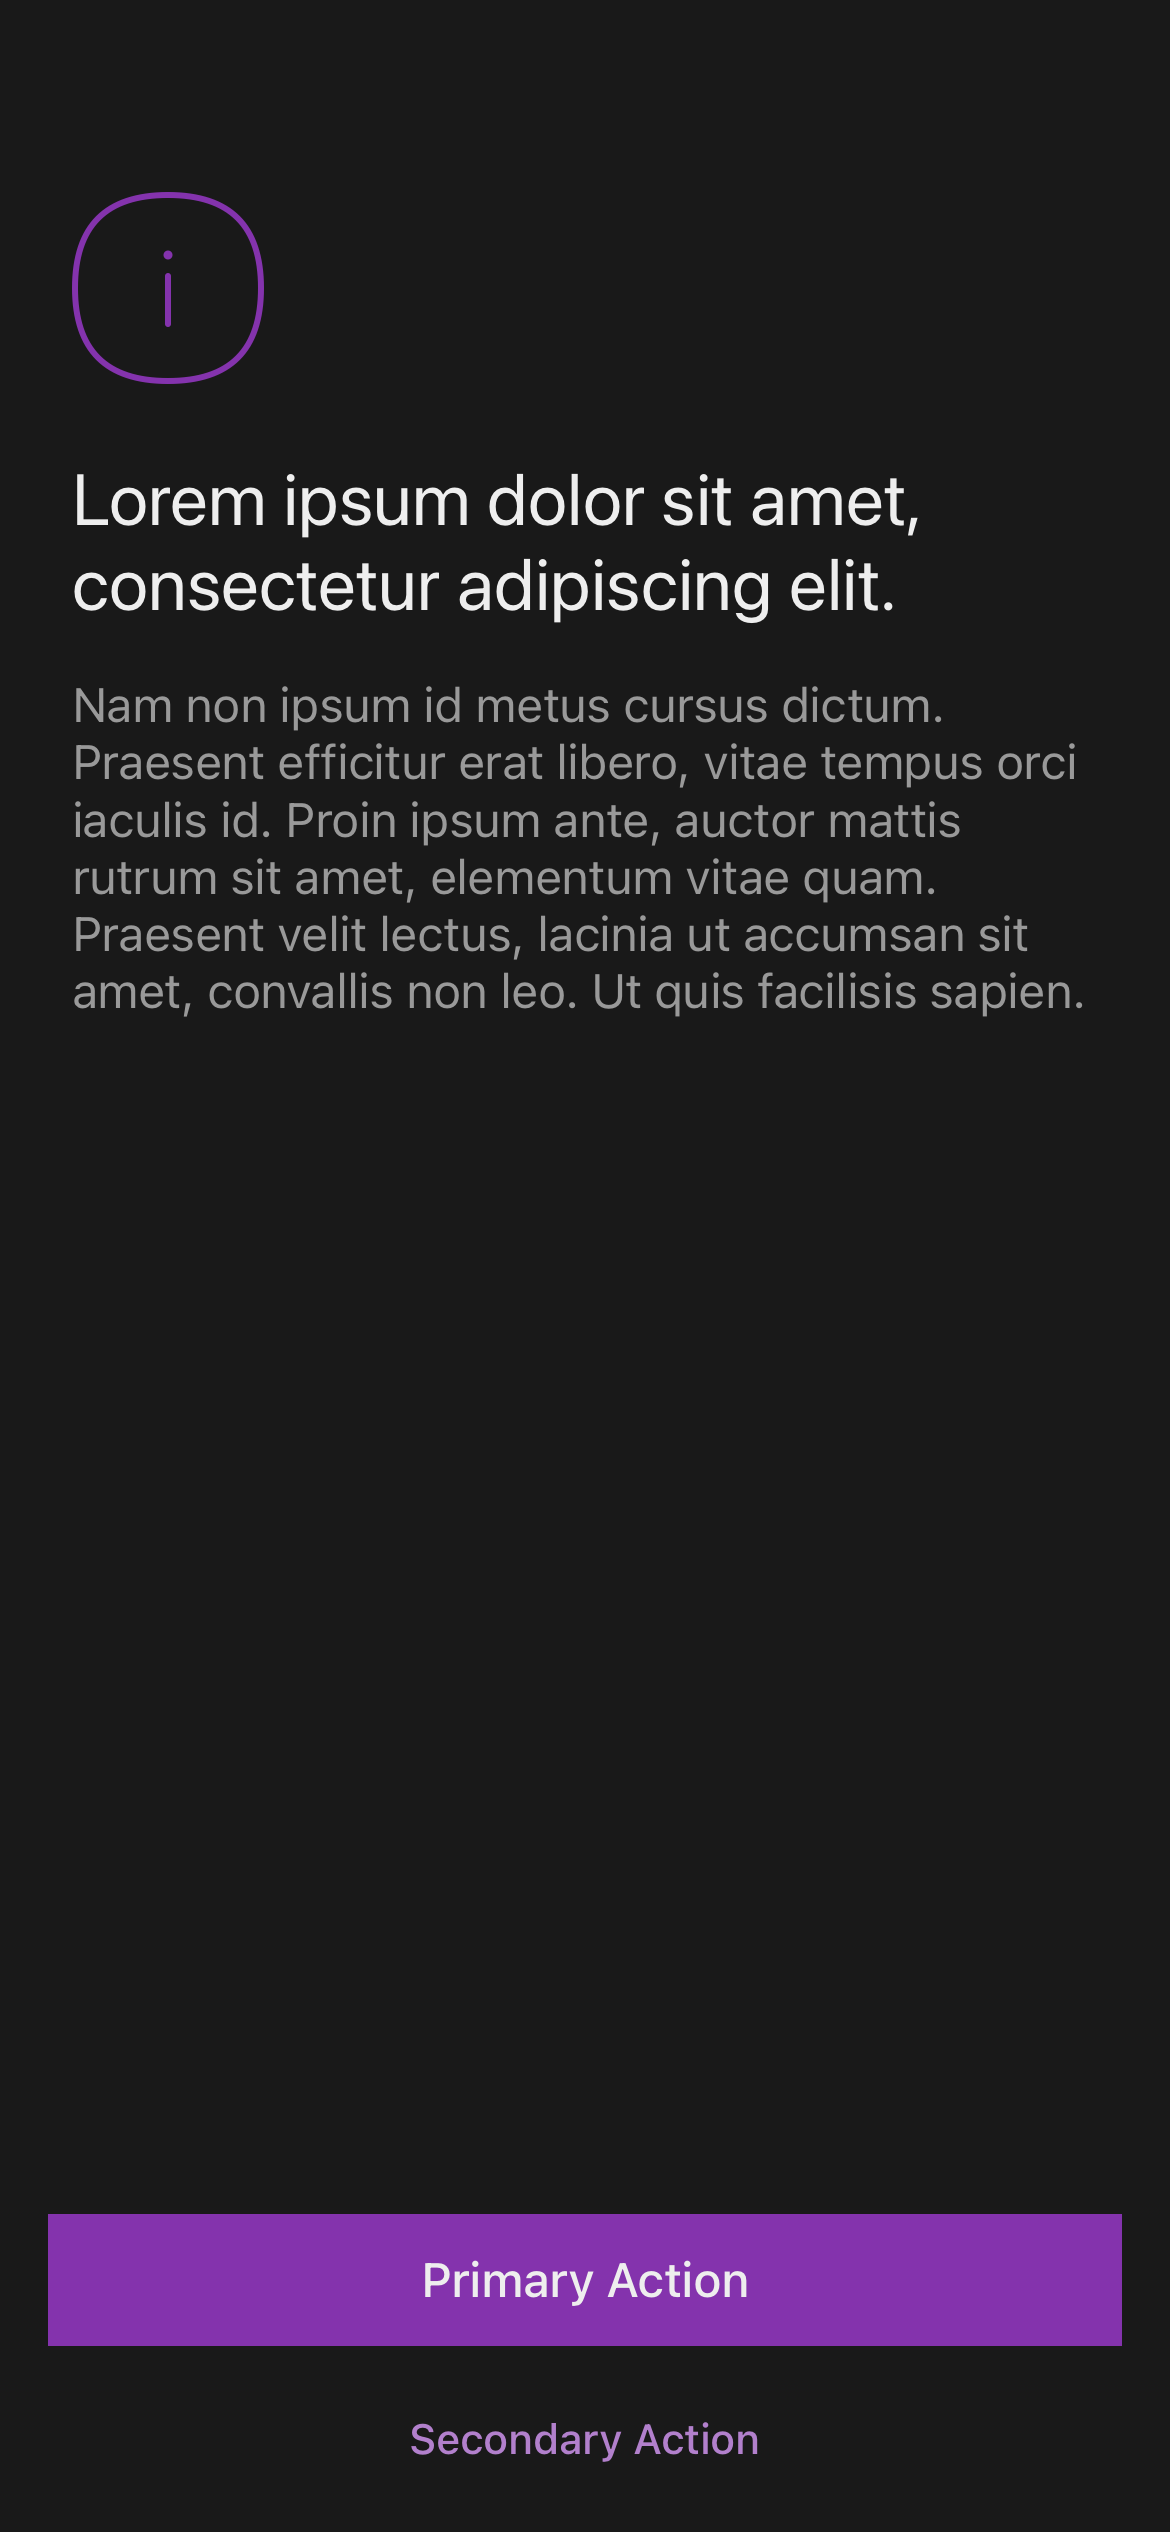 i
Lorem ipsum dolor sit amet,
consectetur adipiscing elit.
Nam non ipsum id metus cursus dictum.
Praesent efficitur erat libero, vitae tempus orci
iaculis id. Proin ipsum ante, auctor mattis
rutrum sit amet, elementum vitae quam.
Praesent velit lectus, lacinia ut accumsan sit
amet, convallis non leo. Ut quis facilisis sapien.
Primary Action
Secondary Action